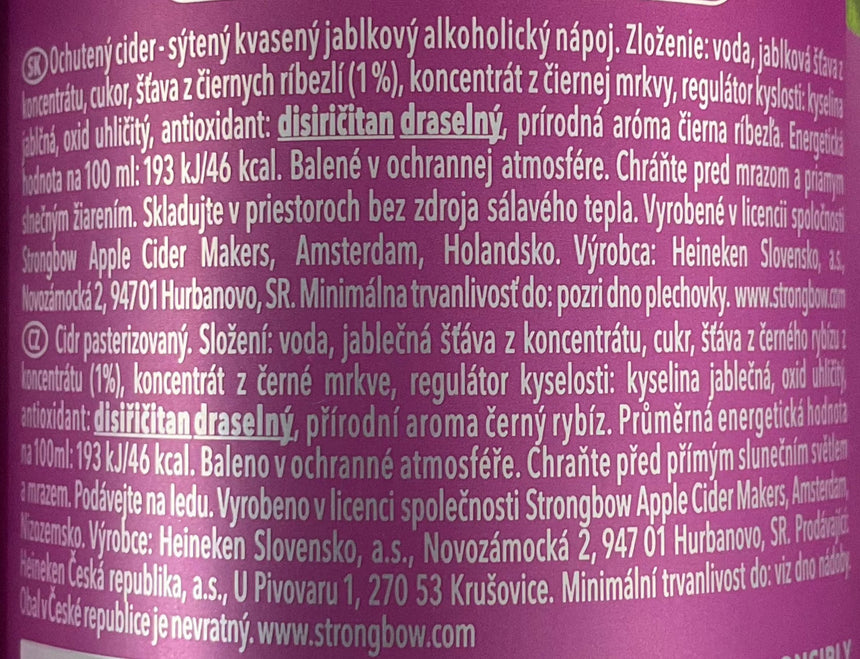 SK Ochutený cider - sýtený kvasený jablkový alkoholický nápoj. Zloženie: voda, jablková šťava z
koncentrátu, cukor, šťava z čiernych ríbezlí (1%), koncentrát z čiernej mrkvy, regulátor kyslosti: kyselina
jablčná, oxid uhličitý, antioxidant: disiričitan draselný, prírodná aróma čierna ríbezľa. Energetická
hodnota na 100 ml: 193 kJ/46 kcal. Balené v ochrannej atmosfére. Chráňte pred mrazom a priamym
slnečným žiarením. Skladujte v priestoroch bez zdroja sálavého tepla. Vyrobené v licencii spoločnosti
Strongbow Apple Cider Makers, Amsterdam, Holandsko. Výrobca: Heineken Slovensko, a.s.,
Novozámocká 2, 94701 Hurbanovo, SR. Minimálna trvanlivosť do: pozri dno plechovky. www.strongbow.com
CZ Cidr pasterizovaný. Složení: voda, jablečná šťáva z koncentrátu, cukr, šťáva z černého rybízu z
koncentrátu (1%), koncentrát z černé mrkve, regulátor kyselosti: kyselina jablečná, oxid uhličitý,
antioxidant: disiřičitan draselný, přírodní aroma černý rybíz. Průměrná energetická hodnota
na 100ml: 193 kJ/46 kcal. Baleno v ochranné atmosféře. Chraňte před přímým slunečním světlem
a mrazem. Podávejte na ledu. Vyrobeno v licenci společnosti Strongbow Apple Cider Makers, Amsterdam,
Nizozemsko. Výrobce: Heineken Slovensko, a.s., Novozámocká 2, 947 01 Hurbanovo, SR. Prodávající:
Heineken Česká republika, a.s., U Pivovaru 1, 270 53 Krušovice. Minimální trvanlivost do: viz dno nádoby.
Obal v České republice je nevratný. www.strongbow.com